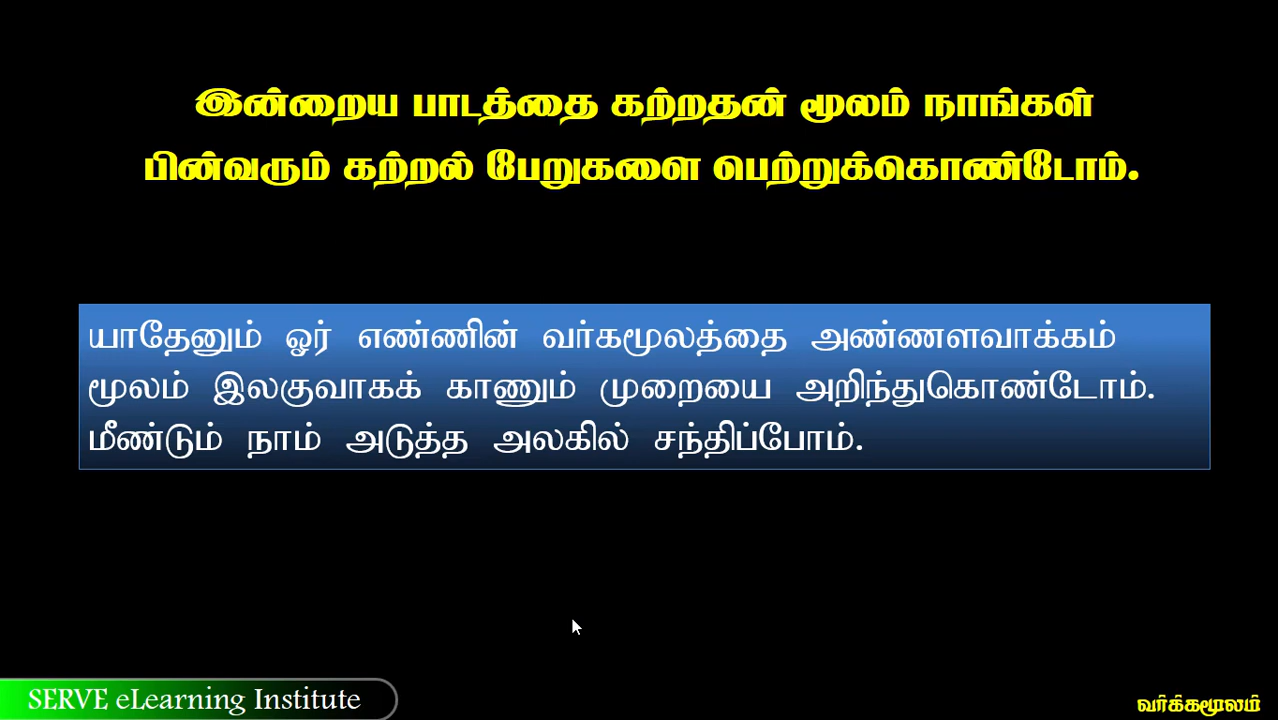 இன்றைய பாடத்தை கற்றதன் மூலம் நாங்கள்
பின்வரும் கற்றல் பேறுகளை பெற்றுக்கொண்டோம்.
யாதேனும் ஓர் எண்ணின் வர்கமூலத்தை அண்ணளவாக்கம்
மூலம் இலகுவாகக் காணும் முறையை அறிந்துகொண்டோம்.
மீண்டும் நாம் அடுத்த அலகில் சந்திப்போம்.
SERVE eLearning Institute
வர்க்கமூலம்